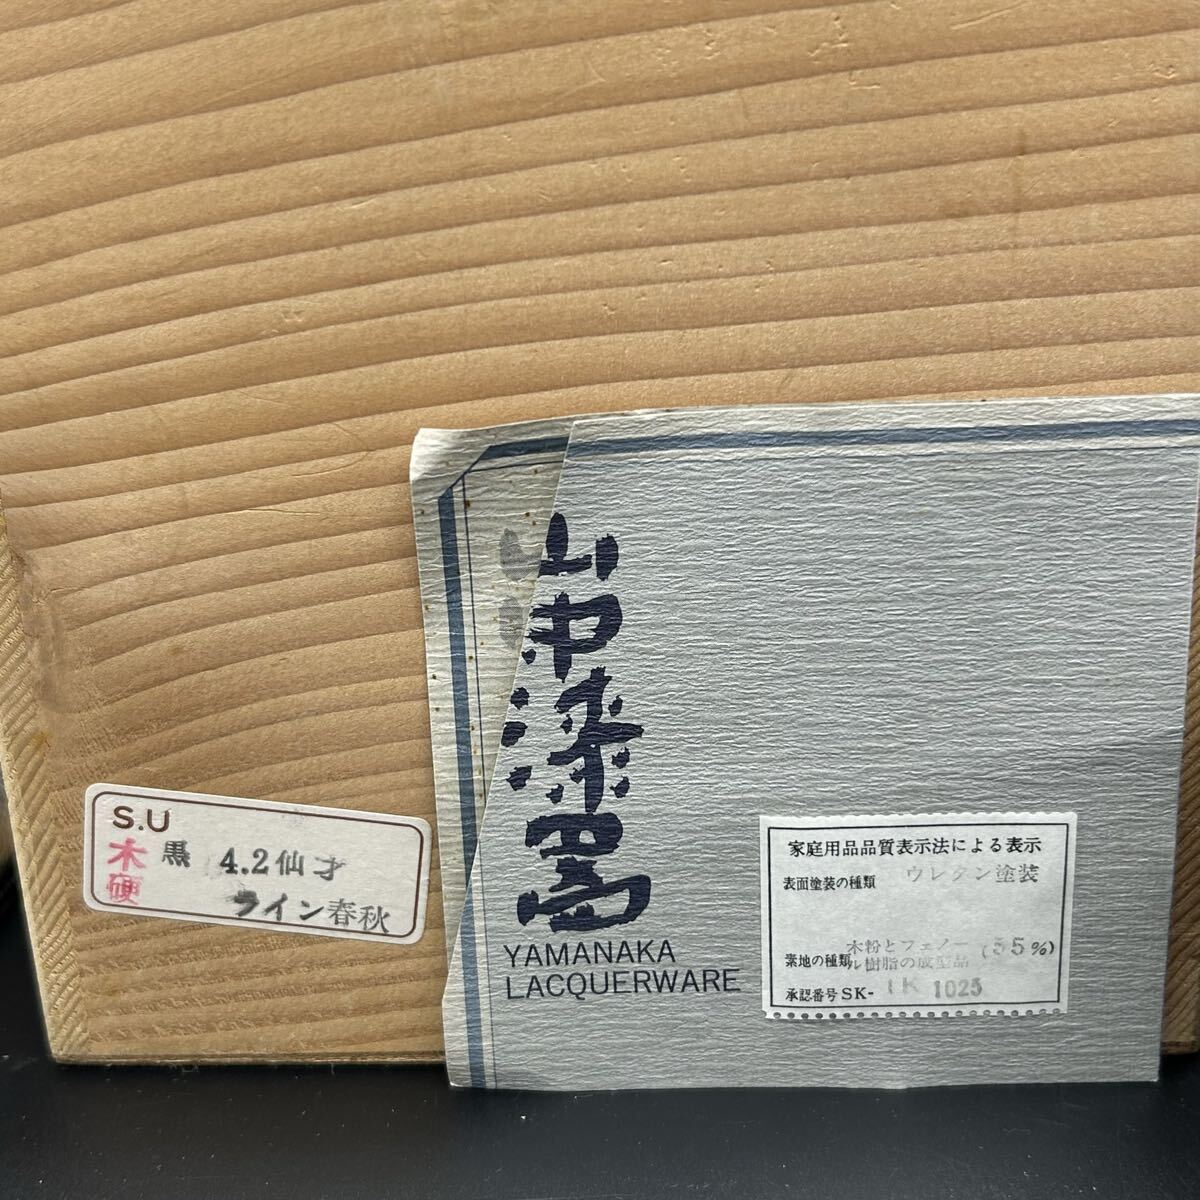 S.U
木硬
黒 4.2仙才
ライン春秋
山中漆器
YAMANAKA
LACQUERWARE
家庭用品品質表示法による表示
表面塗装の種類 ウレタン塗装
素地の種類 木粉とフェノール樹脂の成型品 (55%)
承認番号SK- IK 1025